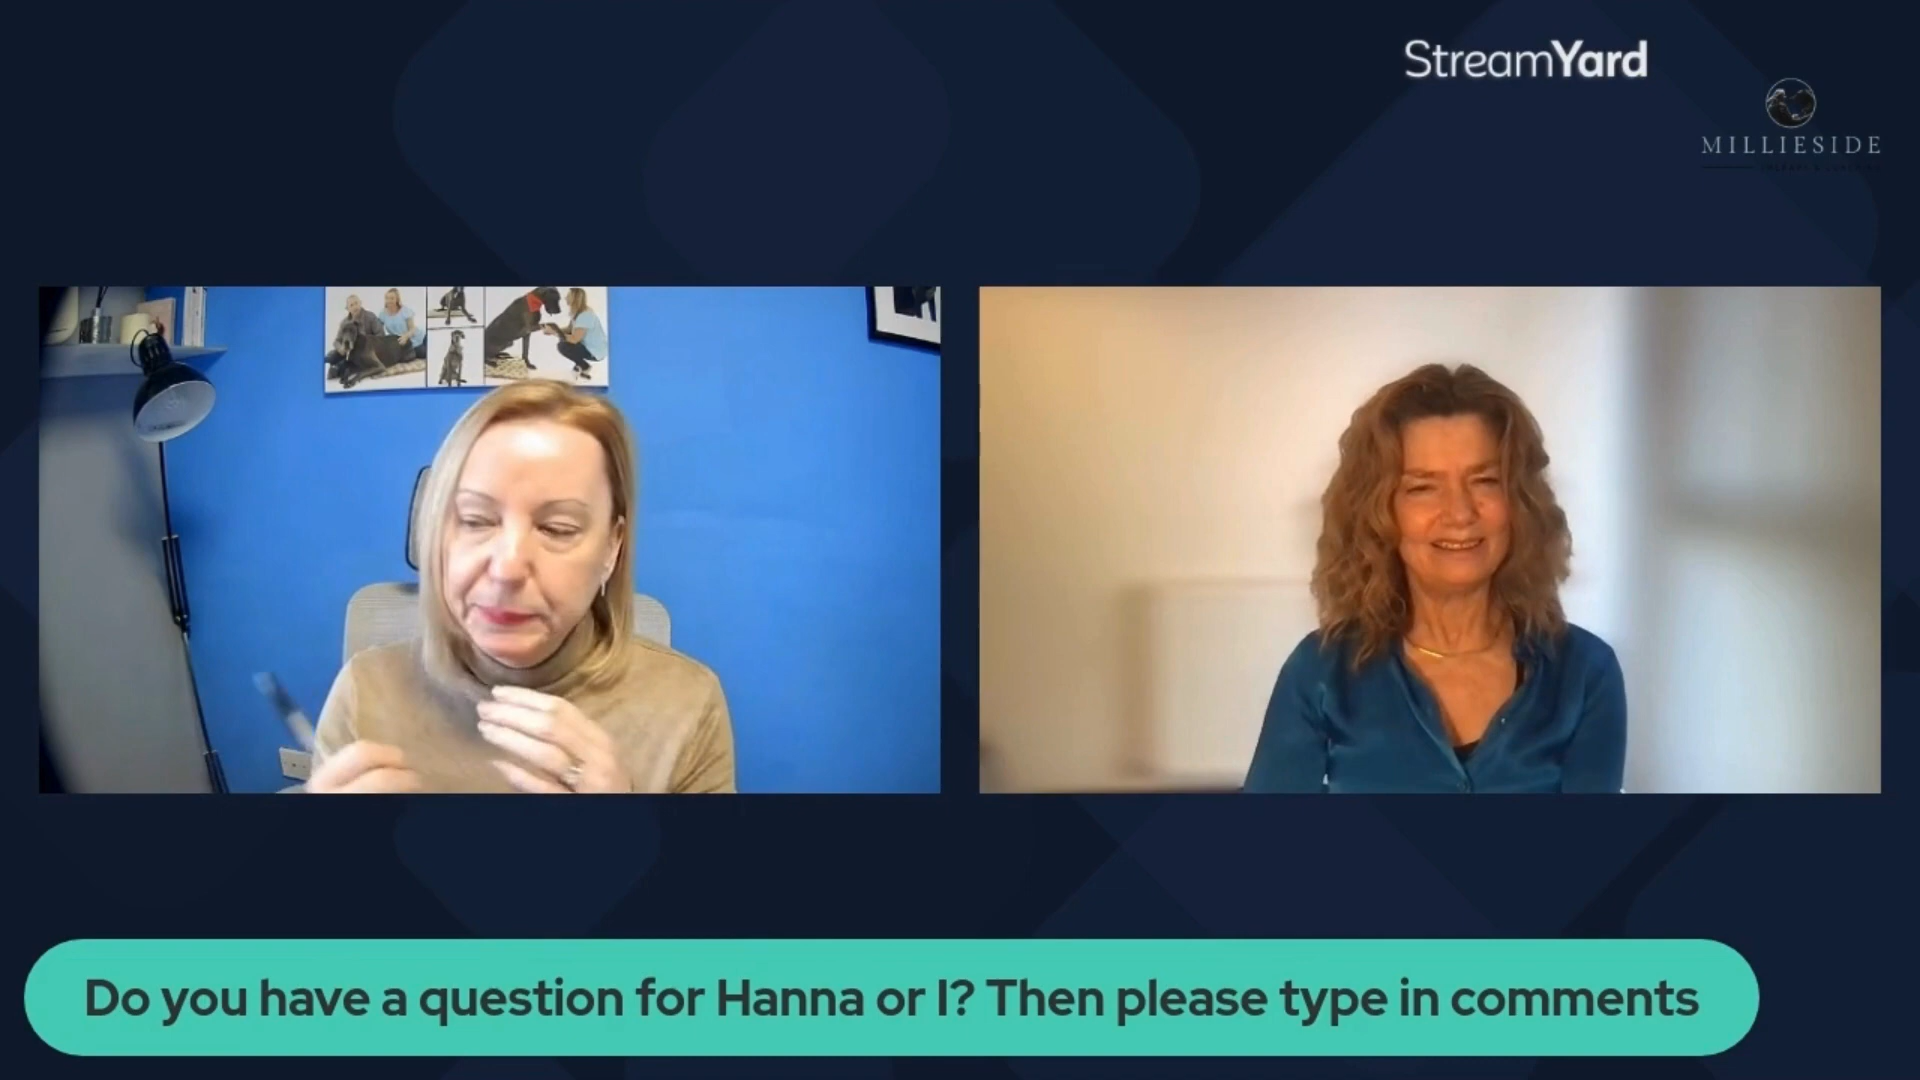 StreamYard
MILLIESIDE
Do you have a question for Hanna or I? Then please type in comments